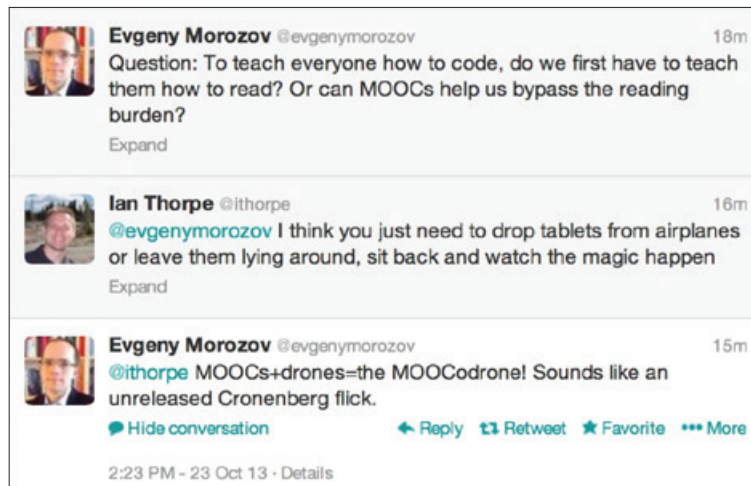 Evgeny Morozov @evgenymorozov 18m
Question: To teach everyone how to code, do we first have to teach
them how to read? Or can MOOCs help us bypass the reading
burden?
Expand
Ian Thorpe @ithorpe 16m
@evgenymorozov I think you just need to drop tablets from airplanes
or leave them lying around, sit back and watch the magic happen
Expand
Evgeny Morozov @evgenymorozov 15m
@ithorpe MOOCs+drones=the MOOCodrone! Sounds like an
unreleased Cronenberg flick.
Hide conversation Reply Retweet Favorite More
2:23 PM - 23 Oct 13 · Details